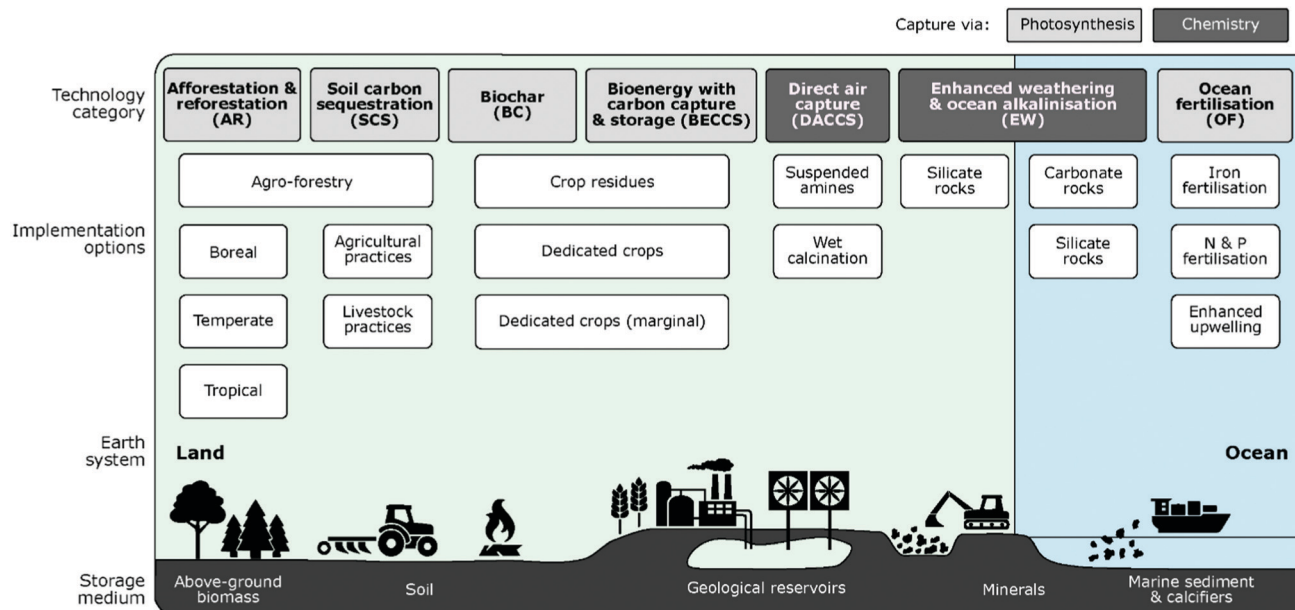 Capture via:
Photosynthesis
Chemistry
Technology
category
Afforestation &
reforestation
(AR)
Soil carbon
sequestration
(SCS)
Biochar
(BC)
Bioenergy with
carbon capture
& storage (BECCS)
Direct air
capture
(DACCS)
Enhanced weathering
& ocean alkalinisation
(EW)
Ocean
fertilisation
(OF)
Implementation
options
Agro-forestry
Crop residues
Suspended
amines
Silicate
rocks
Carbonate
rocks
Iron
fertilisation
Boreal
Agricultural
practices
Dedicated crops
Wet
calcination
Silicate
rocks
N & P
fertilisation
Temperate
Livestock
practices
Dedicated crops (marginal)
Enhanced
upwelling
Tropical
Earth
system
Land
Ocean
Storage
medium
Above-ground
biomass
Soil
Geological reservoirs
Minerals
Marine sediment
& calcifiers